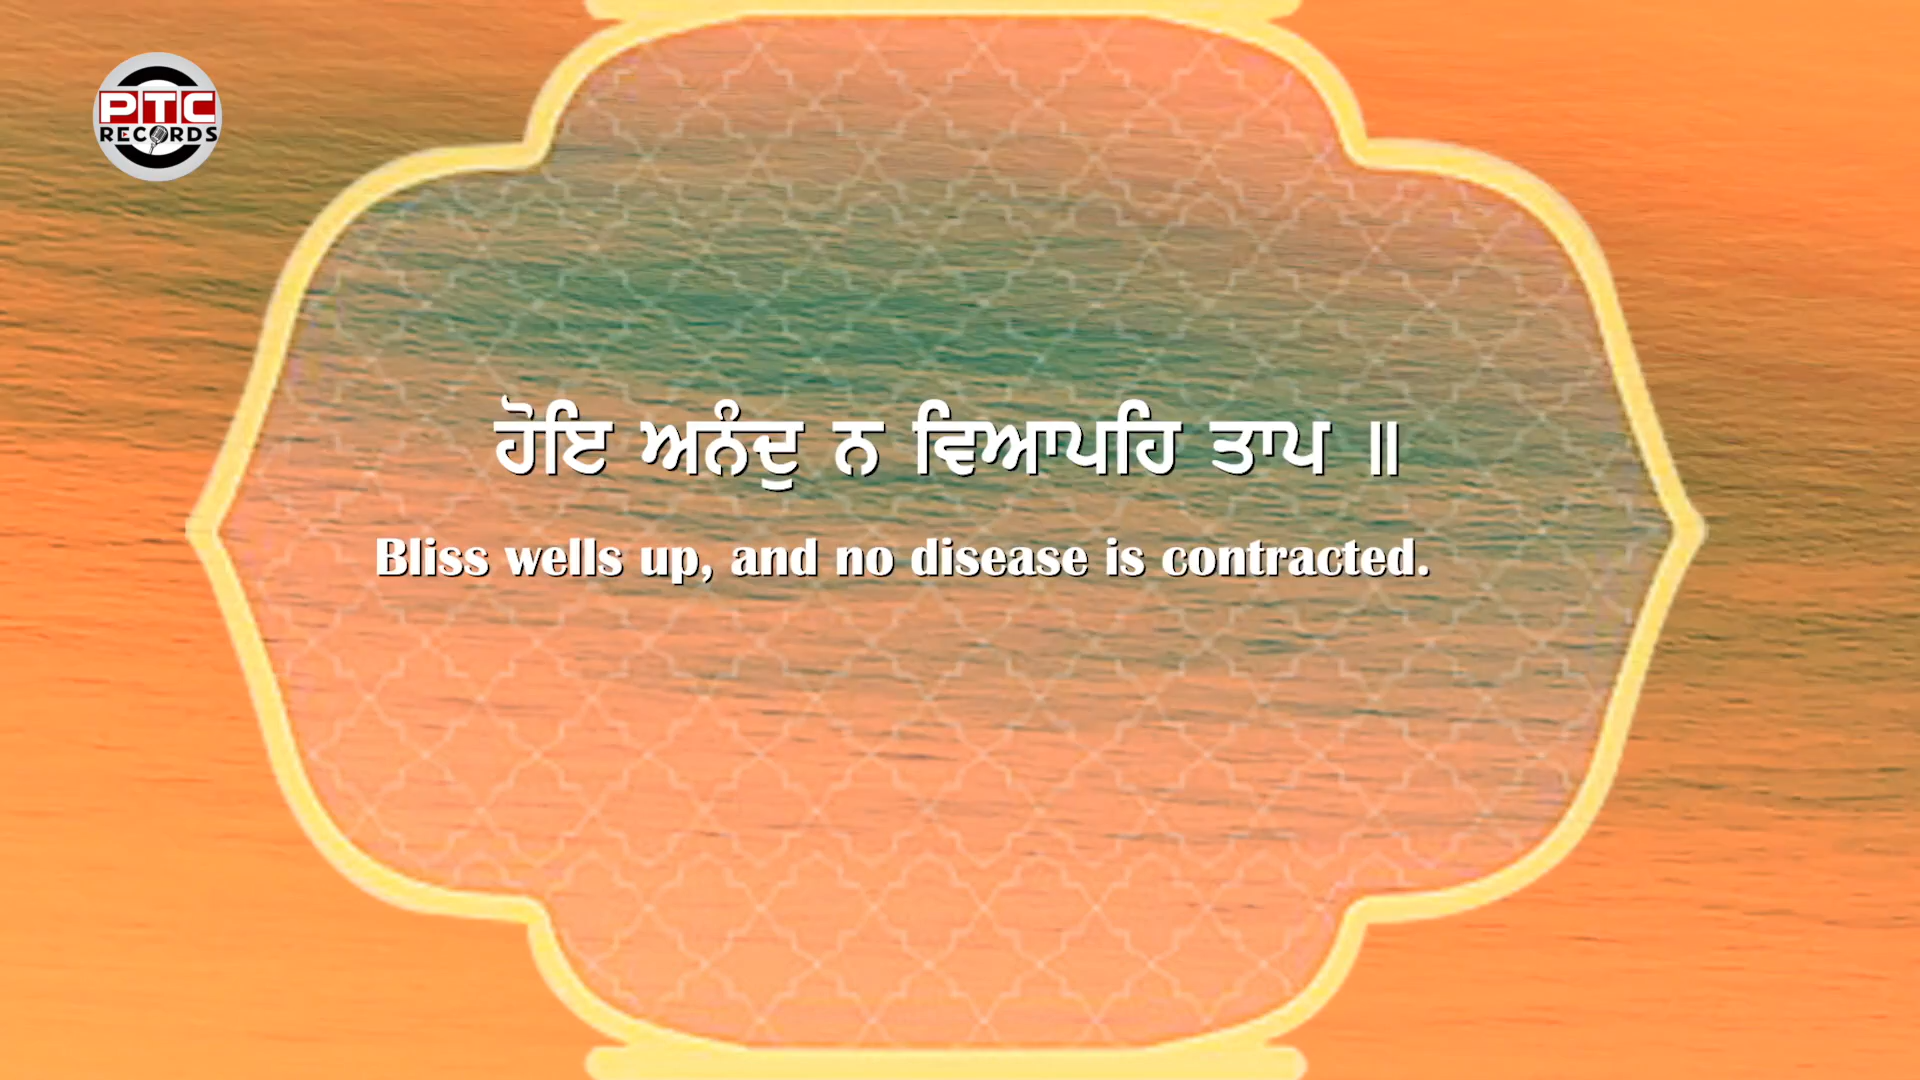 PTC
RECORDS
ਹੋਇ ਅਨੰਦੁ ਨ ਵਿਆਪਹਿ ਤਾਪ ॥
Bliss wells up, and no disease is contracted.